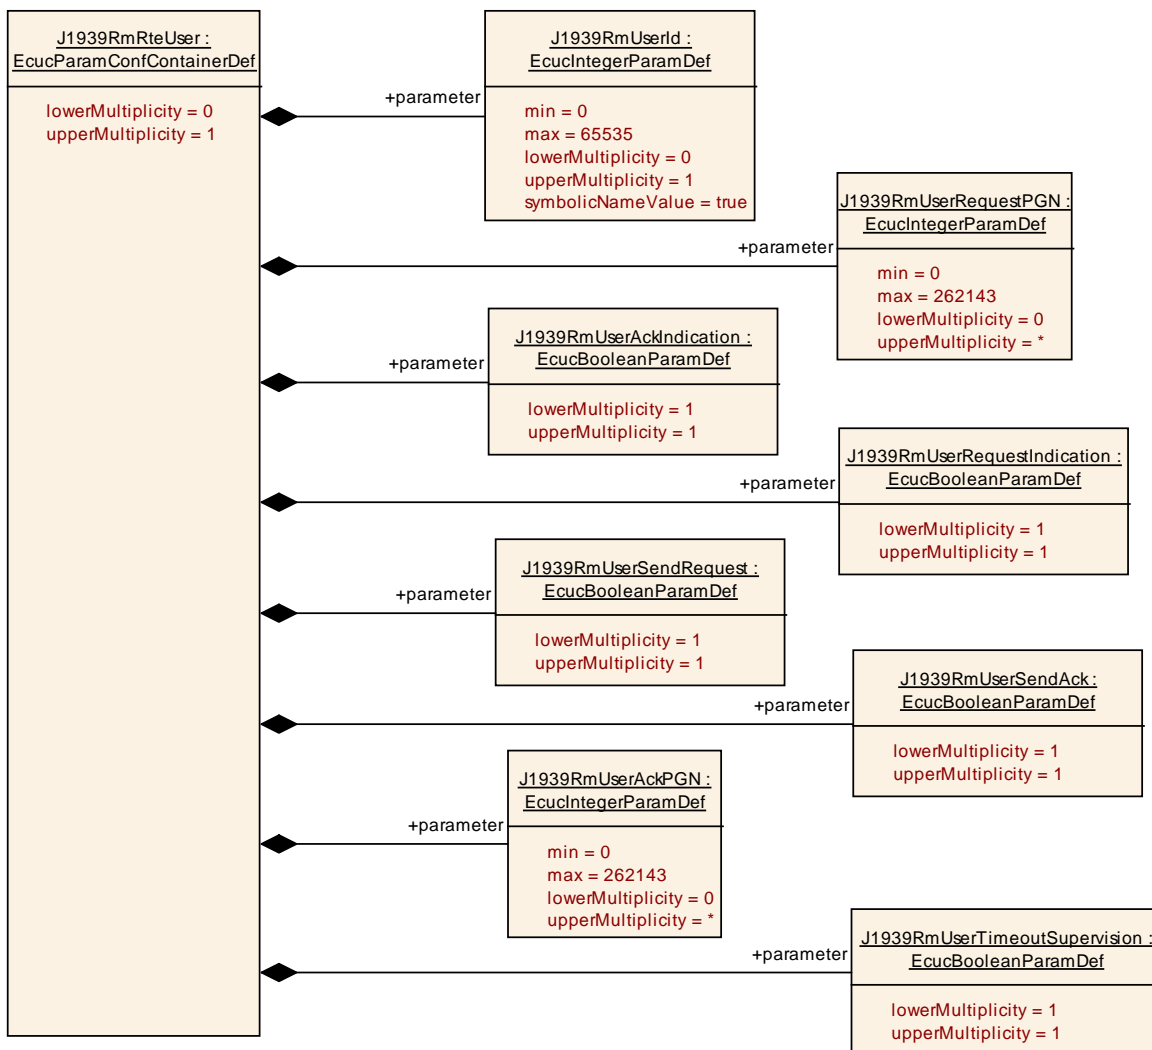 J1939RmRteUser :
EcucParamConfContainerDef
lowerMultiplicity = 0
upperMultiplicity = 1
+parameter
J1939RmUserId :
EcucIntegerParamDef
min = 0
max = 65535
lowerMultiplicity = 0
upperMultiplicity = 1
symbolicNameValue = true
+parameter
J1939RmUserRequestPGN :
EcucIntegerParamDef
min = 0
max = 262143
lowerMultiplicity = 0
upperMultiplicity = *
+parameter
J1939RmUserAckIndication :
EcucBooleanParamDef
lowerMultiplicity = 1
upperMultiplicity = 1
+parameter
J1939RmUserRequestIndication :
EcucBooleanParamDef
lowerMultiplicity = 1
upperMultiplicity = 1
+parameter
J1939RmUserSendRequest :
EcucBooleanParamDef
lowerMultiplicity = 1
upperMultiplicity = 1
+parameter
J1939RmUserSendAck :
EcucBooleanParamDef
lowerMultiplicity = 1
upperMultiplicity = 1
+parameter
J1939RmUserAckPGN :
EcucIntegerParamDef
min = 0
max = 262143
lowerMultiplicity = 0
upperMultiplicity = *
+parameter
J1939RmUserTimeoutSupervision :
EcucBooleanParamDef
lowerMultiplicity = 1
upperMultiplicity = 1